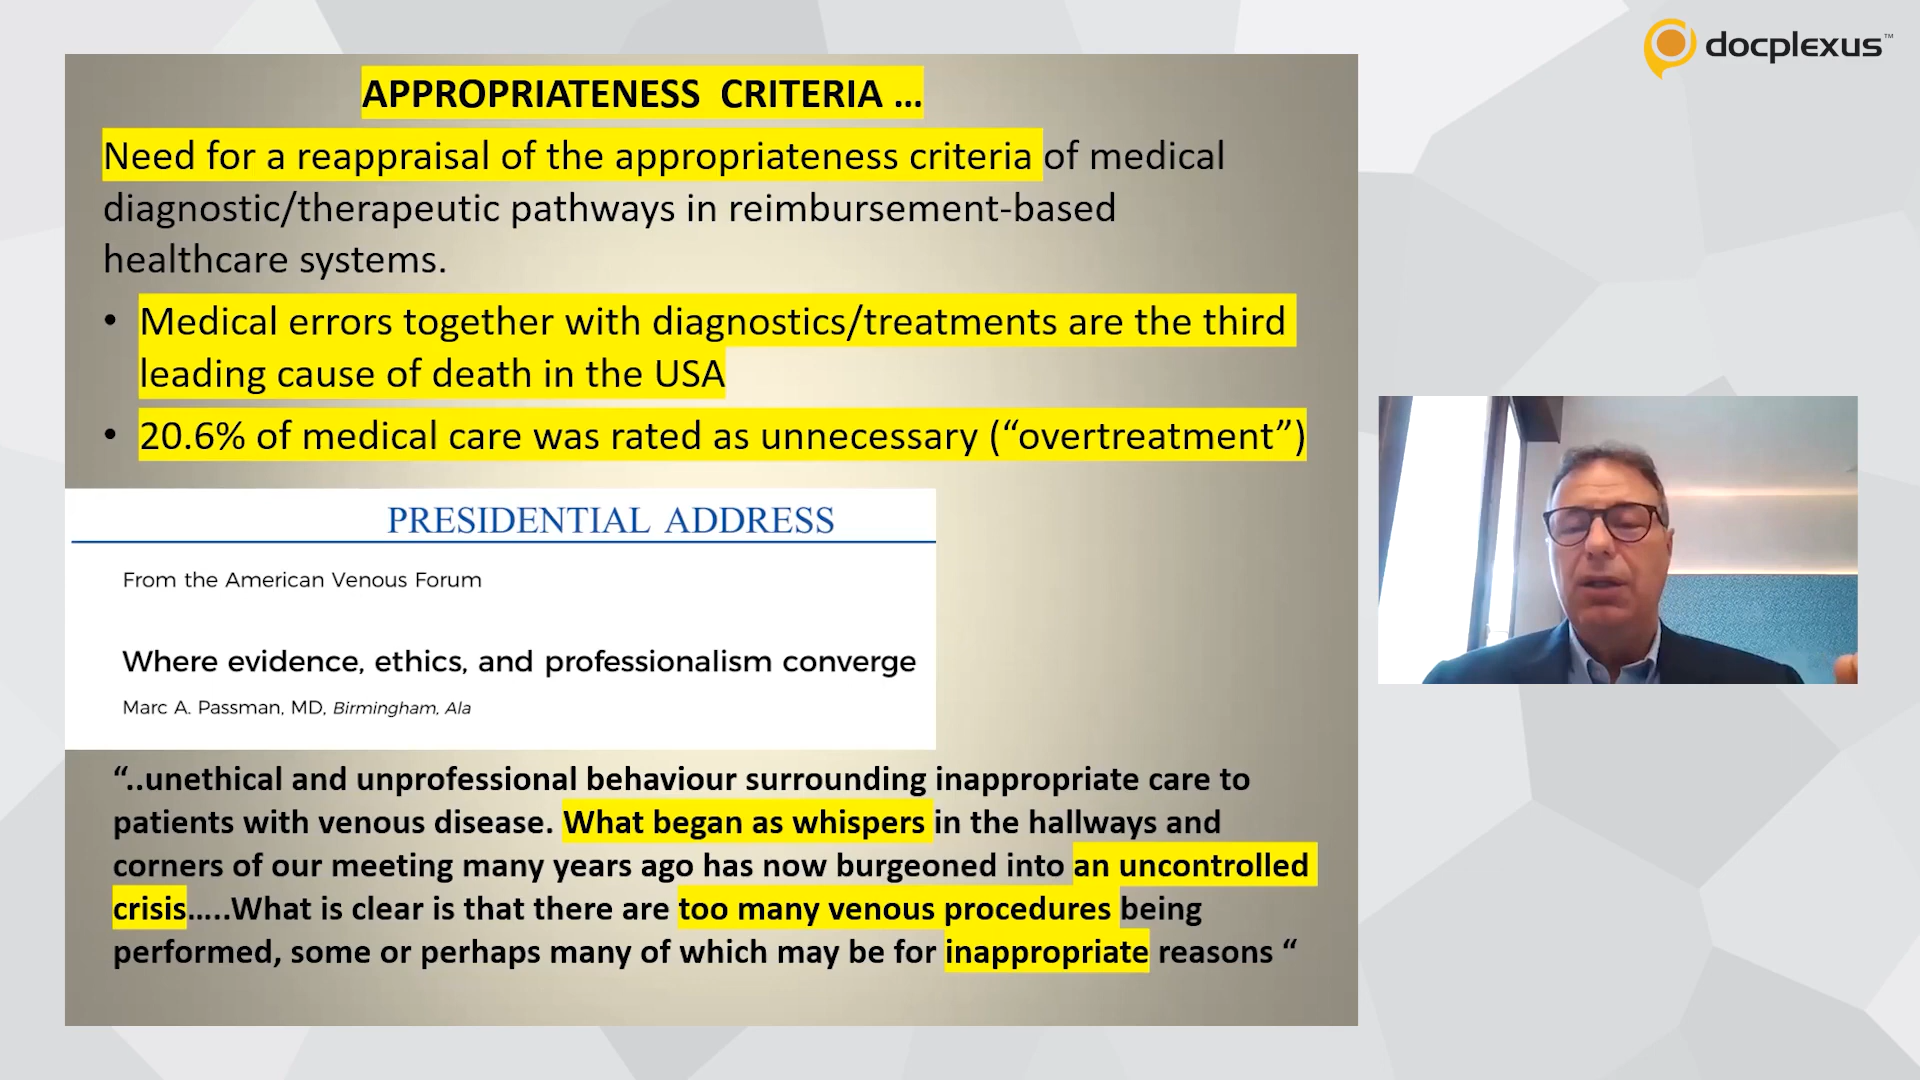 docplexus™
APPROPRIATENESS CRITERIA ...
Need for a reappraisal of the appropriateness criteria of medical
diagnostic/therapeutic pathways in reimbursement-based
healthcare systems.
• Medical errors together with diagnostics/treatments are the third
leading cause of death in the USA
• 20.6% of medical care was rated as unnecessary (“overtreatment”)
PRESIDENTIAL ADDRESS
From the American Venous Forum
Where evidence, ethics, and professionalism converge
Marc A. Passman, MD, Birmingham, Ala
“..unethical and unprofessional behaviour surrounding inappropriate care to
patients with venous disease. What began as whispers in the hallways and
corners of our meeting many years ago has now burgeoned into an uncontrolled
crisis…..What is clear is that there are too many venous procedures being
performed, some or perhaps many of which may be for inappropriate reasons “